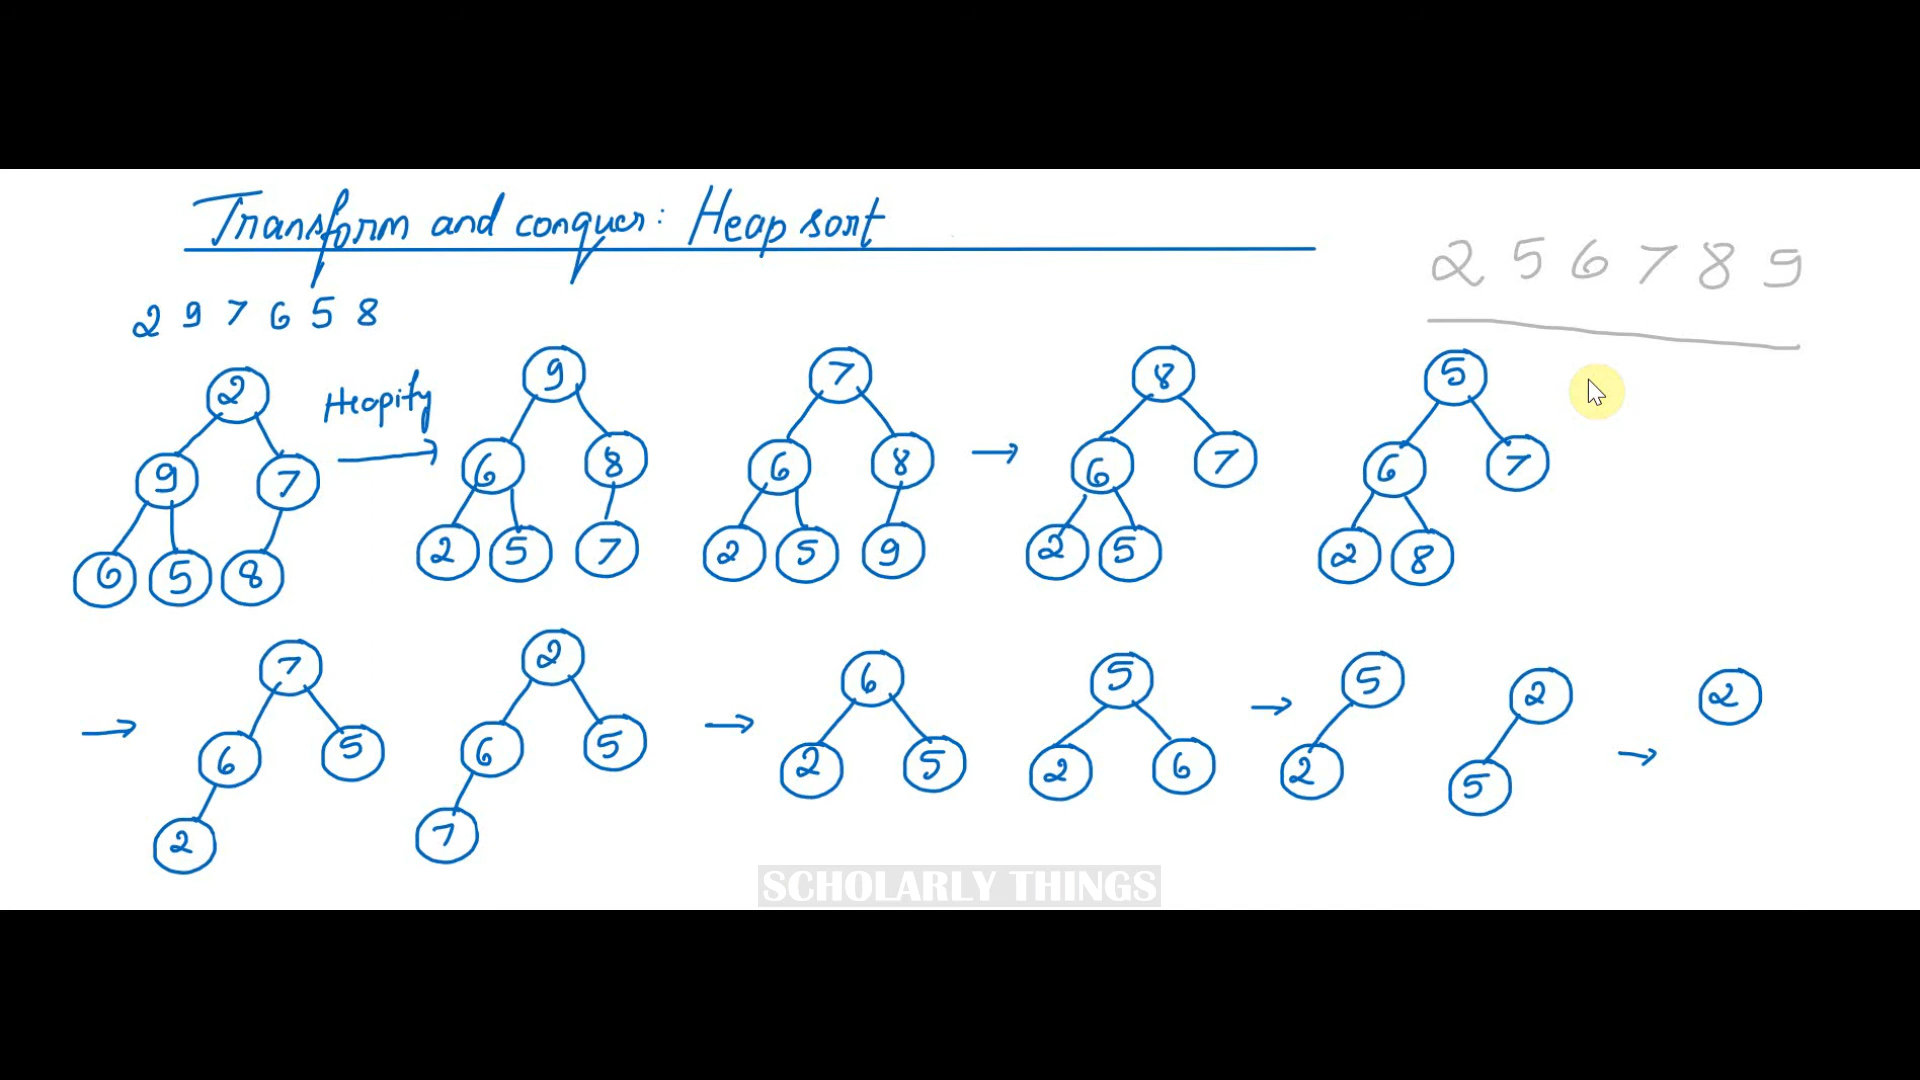 Transform and conquer: Heap sort
2 5 6 7 8 9
2 9 7 6 5 8
Heapify
2 9 7 6 5 8
9 6 8 2 5 7
7 6 8 2 5 9
8 6 7 2 5
5 6 7 2 8
7 6 5 2
2 6 5 7
6 2 5
5 2 6
5 2
2 5
2
SCHOLARLY THINGS